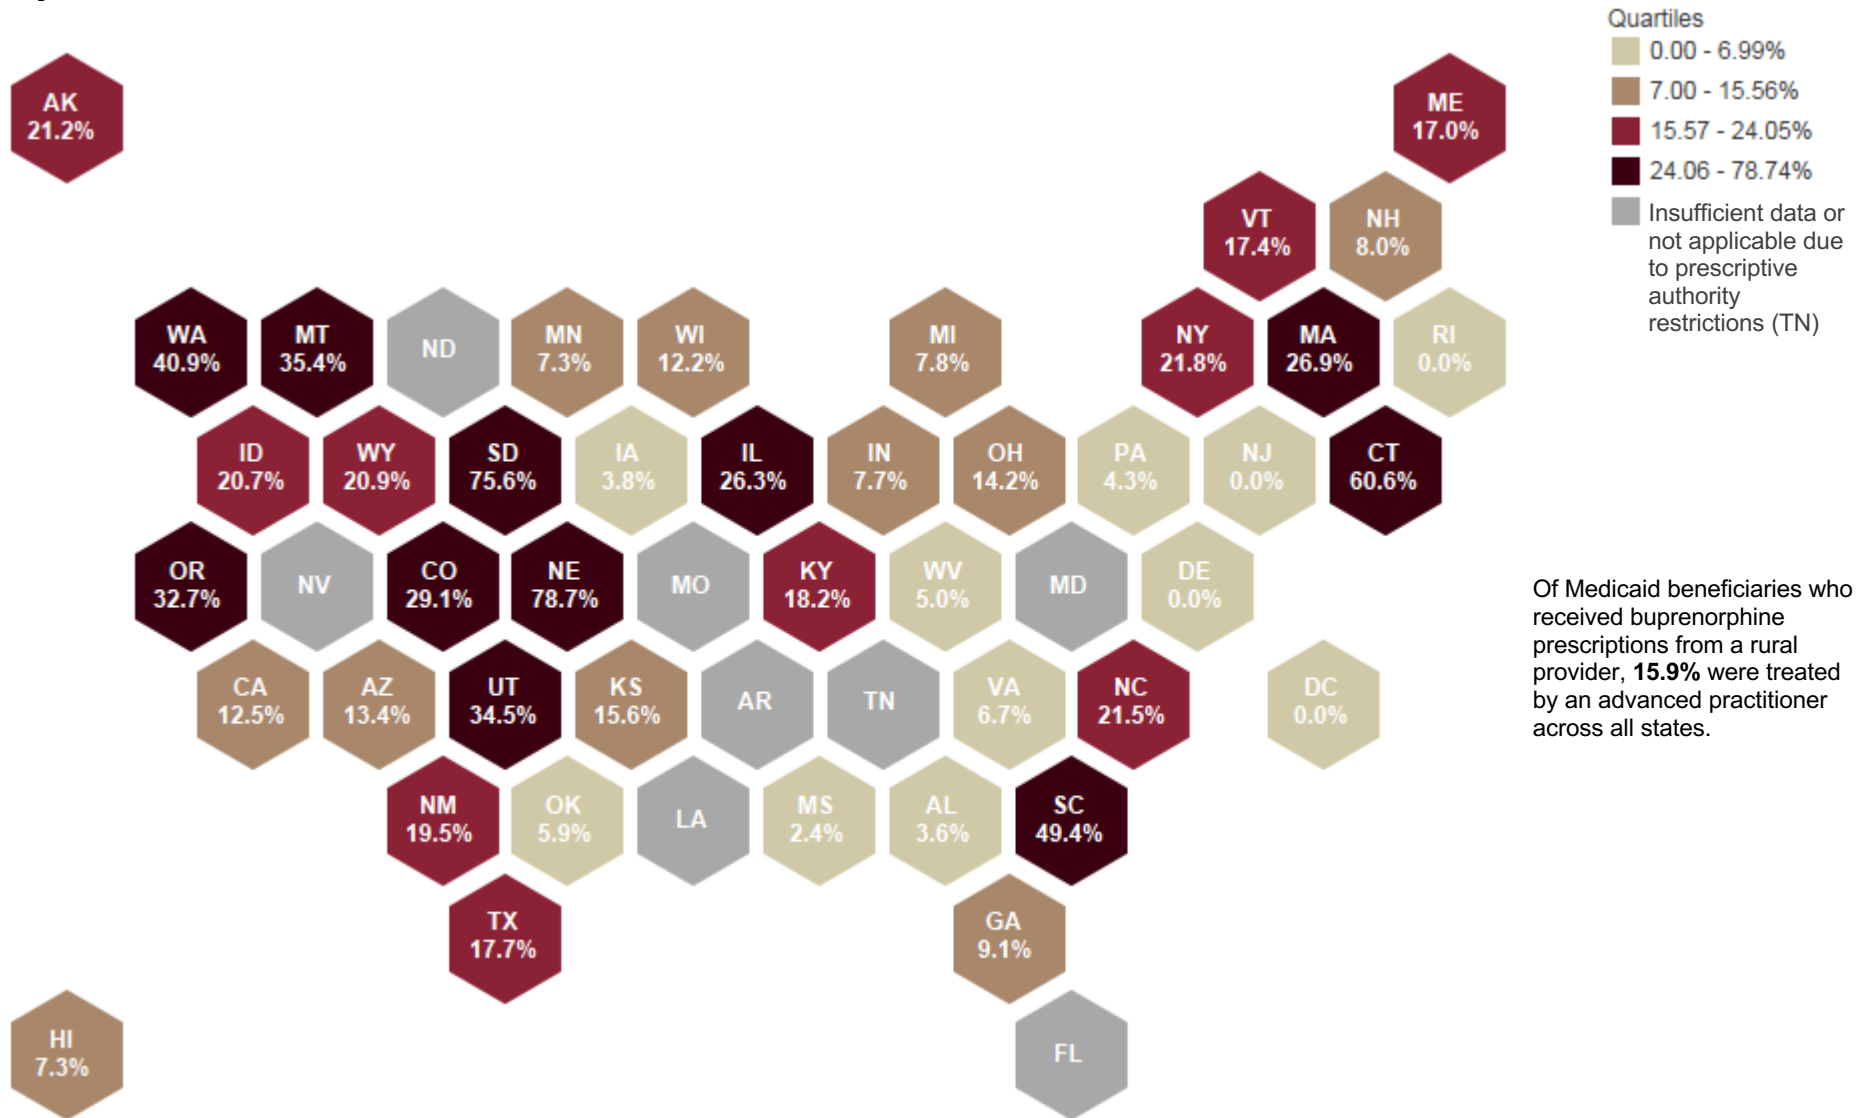 Quartiles
0.00 - 6.99%
7.00 - 15.56%
15.57 - 24.05%
24.06 - 78.74%
Insufficient data or
not applicable due
to prescriptive
authority
restrictions (TN)
AK
21.2%
ME
17.0%
VT
17.4%
NH
8.0%
WA
40.9%
MT
35.4%
ND
MN
7.3%
WI
12.2%
MI
7.8%
NY
21.8%
MA
26.9%
RI
0.0%
ID
20.7%
WY
20.9%
SD
75.6%
IA
3.8%
IL
26.3%
IN
7.7%
OH
14.2%
PA
4.3%
NJ
0.0%
CT
60.6%
OR
32.7%
NV
CO
29.1%
NE
78.7%
MO
KY
18.2%
WV
5.0%
MD
DE
0.0%
CA
12.5%
AZ
13.4%
UT
34.5%
KS
15.6%
AR
TN
VA
6.7%
NC
21.5%
DC
0.0%
NM
19.5%
OK
5.9%
LA
MS
2.4%
AL
3.6%
SC
49.4%
TX
17.7%
GA
9.1%
HI
7.3%
FL
Of Medicaid beneficiaries who
received buprenorphine
prescriptions from a rural
provider, 15.9% were treated
by an advanced practitioner
across all states.